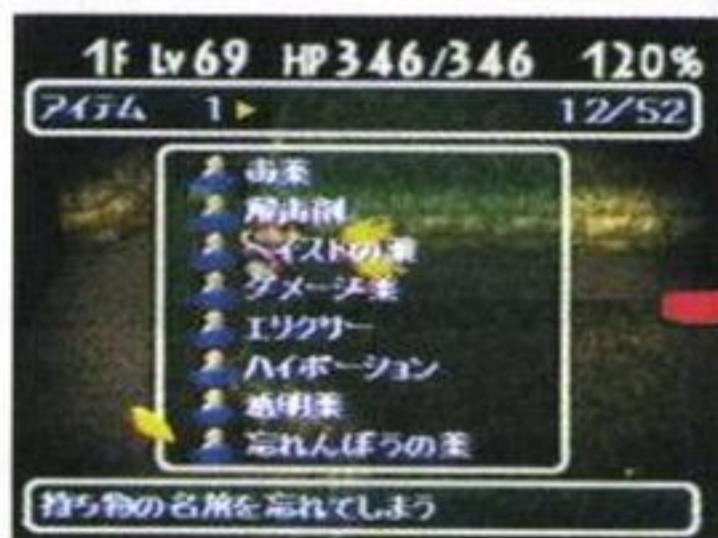 1F Lv69 HP346/346 120%
アイテム 1▶ 12/52
毒薬
解毒剤
ヘイストの薬
ダメージ薬
エリクサー
ハイポーション
透明薬
忘れんぼうの薬
持ち物の名前を忘れてしまう